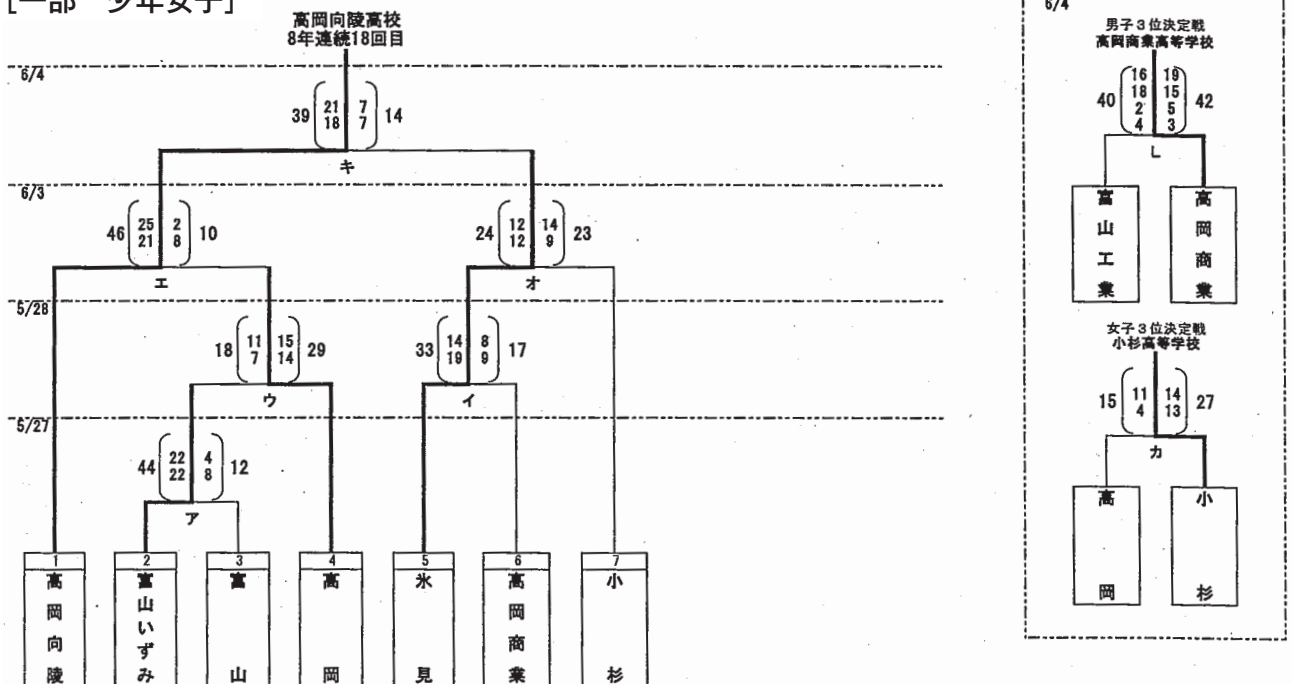 [一部 少年女子]
高岡向陵高校
8年連続18回目
6/4
39 21 7 14
18 7
キ
6/3
46 25 2 10
21 8
24 12 14 23
12 9
エ
オ
5/28
18 11 15 29
7 14
33 14 8 17
19 9
ウ
イ
5/27
44 22 4 12
22 8
ア
1
高岡向陵
2
富山いずみ
3
富山
4
高岡
5
氷見
6
高岡商業
7
小杉
6/4
男子3位決定戦
高岡商業高等学校
40 16 19 42
18 15
2 5
4 3
L
富山工業
高岡商業
女子3位決定戦
小杉高等学校
15 11 14 27
4 13
カ
高岡
小杉